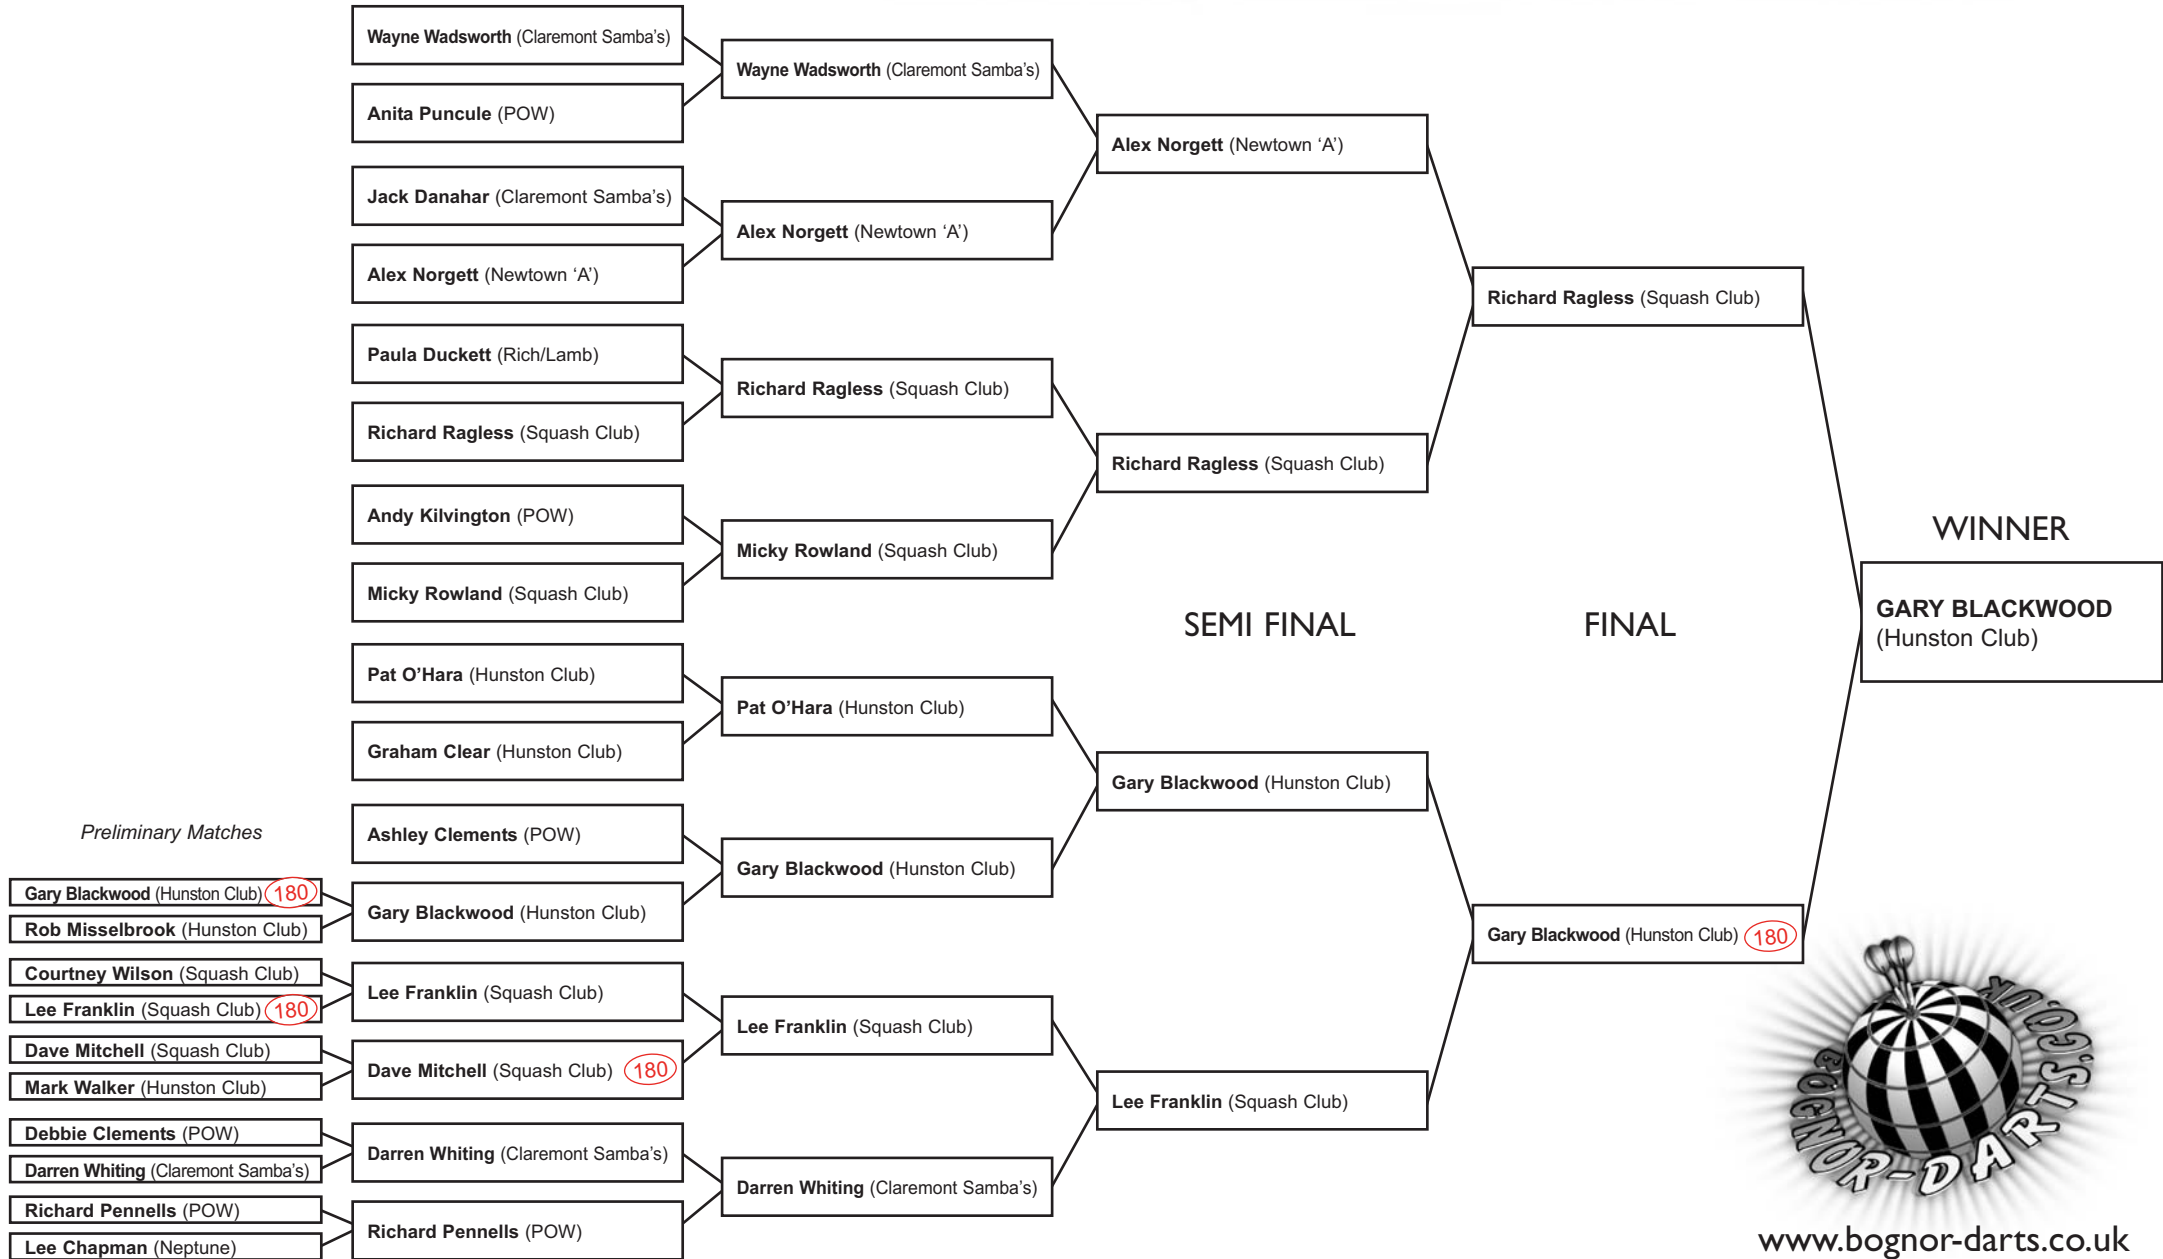 Preliminary Matches
Gary Blackwood (Hunston Club) 180
Rob Misselbrook (Hunston Club)
Courtney Wilson (Squash Club)
Lee Franklin (Squash Club) 180
Dave Mitchell (Squash Club)
Mark Walker (Hunston Club)
Debbie Clements (POW)
Darren Whiting (Claremont Samba’s)
Richard Pennells (POW)
Lee Chapman (Neptune)
Wayne Wadsworth (Claremont Samba’s)
Anita Puncule (POW)
Jack Danahar (Claremont Samba’s)
Alex Norgett (Newtown ‘A’)
Paula Duckett (Rich/Lamb)
Richard Ragless (Squash Club)
Andy Kilvington (POW)
Micky Rowland (Squash Club)
Pat O’Hara (Hunston Club)
Graham Clear (Hunston Club)
Ashley Clements (POW)
Gary Blackwood (Hunston Club)
Lee Franklin (Squash Club)
Dave Mitchell (Squash Club) 180
Darren Whiting (Claremont Samba’s)
Richard Pennells (POW)
Wayne Wadsworth (Claremont Samba’s)
Alex Norgett (Newtown ‘A’)
Richard Ragless (Squash Club)
Micky Rowland (Squash Club)
Pat O’Hara (Hunston Club)
Gary Blackwood (Hunston Club)
Lee Franklin (Squash Club)
Darren Whiting (Claremont Samba’s)
Alex Norgett (Newtown ‘A’)
Richard Ragless (Squash Club)
SEMI FINAL
Gary Blackwood (Hunston Club)
Lee Franklin (Squash Club)
Richard Ragless (Squash Club)
FINAL
Gary Blackwood (Hunston Club) 180
WINNER
GARY BLACKWOOD
(Hunston Club)
BOGNOR-DARTS.CO.UK
www.bognor-darts.co.uk